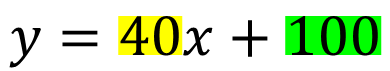 y = 40x + 100